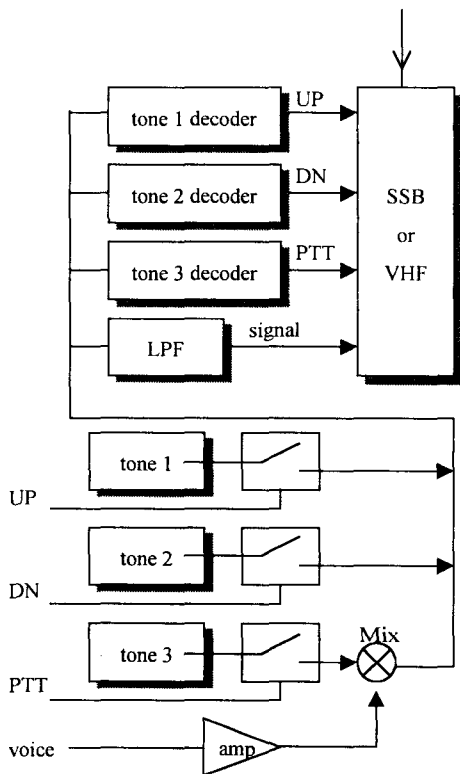 UP
tone 1 decoder
DN
tone 2 decoder
SSB
or
VHF
PTT
tone 3 decoder
signal
LPF
tone 1
UP
tone 2
DN
Mix
tone 3
PTT
voice
amp